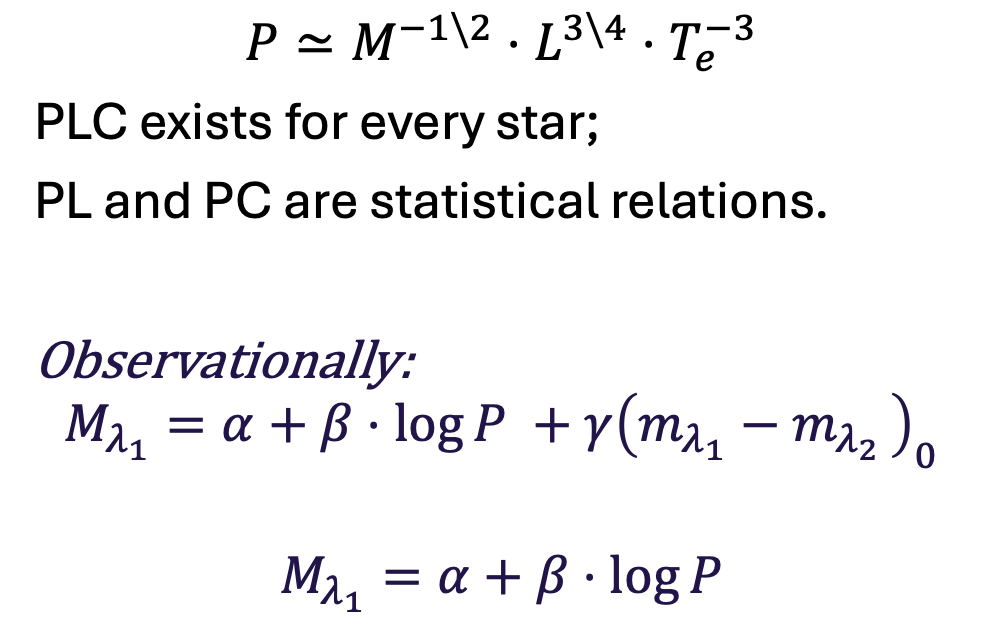 P ≃ M^{−1\2} · L^{3\4} · T_e^{−3}
PLC exists for every star;
PL and PC are statistical relations.
Observationally:
M_{λ_1} = α + β · log P + γ(m_{λ_1} − m_{λ_2})_0
M_{λ_1} = α + β · log P